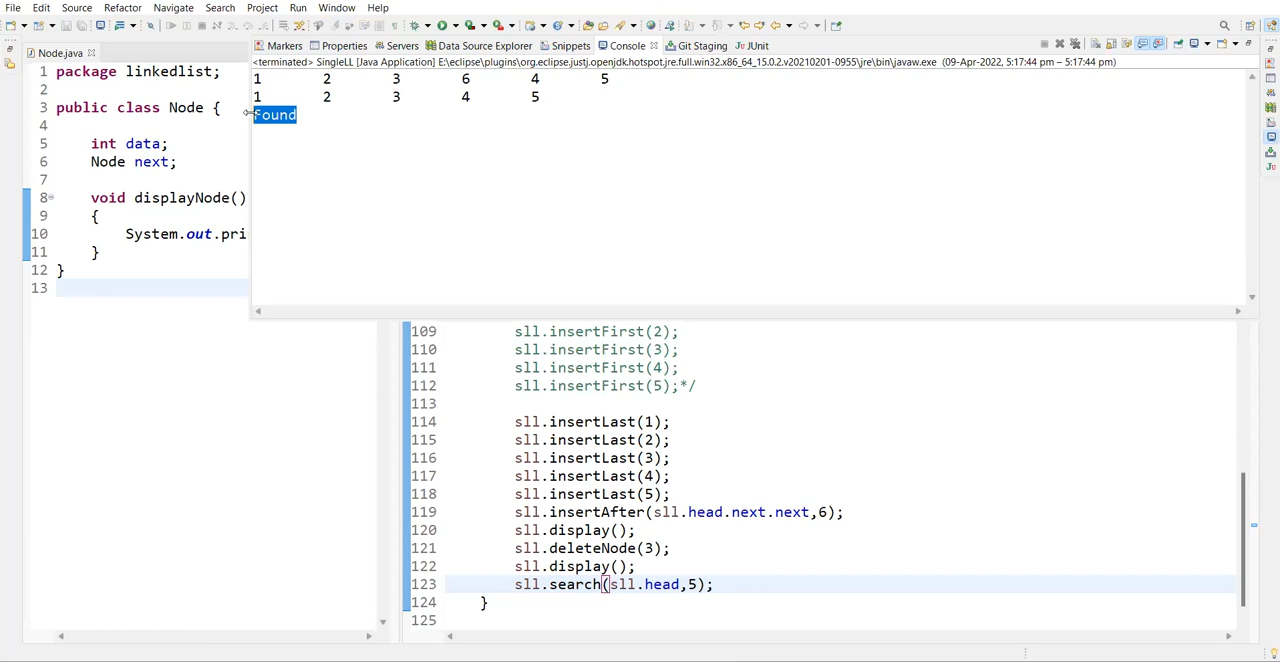 File Edit Source Refactor Navigate Search Project Run Window Help
Node.java
Markers Properties Servers Data Source Explorer Snippets Console Git Staging JUnit
<terminated> SingleLL [Java Application] E:\eclipse\plugins\org.eclipse.justj.openjdk.hotspot.jre.full.win32.x86_64_15.0.2.v20210201-0955\jre\bin\javaw.exe (09-Apr-2022, 5:17:44 pm – 5:17:44 pm)
1 2 3 6 4 5
1 2 3 4 5
Found
1 package linkedlist;
2
3 public class Node {
4
5 int data;
6 Node next;
7
8 void displayNode()
9 {
10 System.out.pri
11 }
12 }
13
109 sll.insertFirst(2);
110 sll.insertFirst(3);
111 sll.insertFirst(4);
112 sll.insertFirst(5);*/
113
114 sll.insertLast(1);
115 sll.insertLast(2);
116 sll.insertLast(3);
117 sll.insertLast(4);
118 sll.insertLast(5);
119 sll.insertAfter(sll.head.next.next,6);
120 sll.display();
121 sll.deleteNode(3);
122 sll.display();
123 sll.search(sll.head,5);
124 }
125